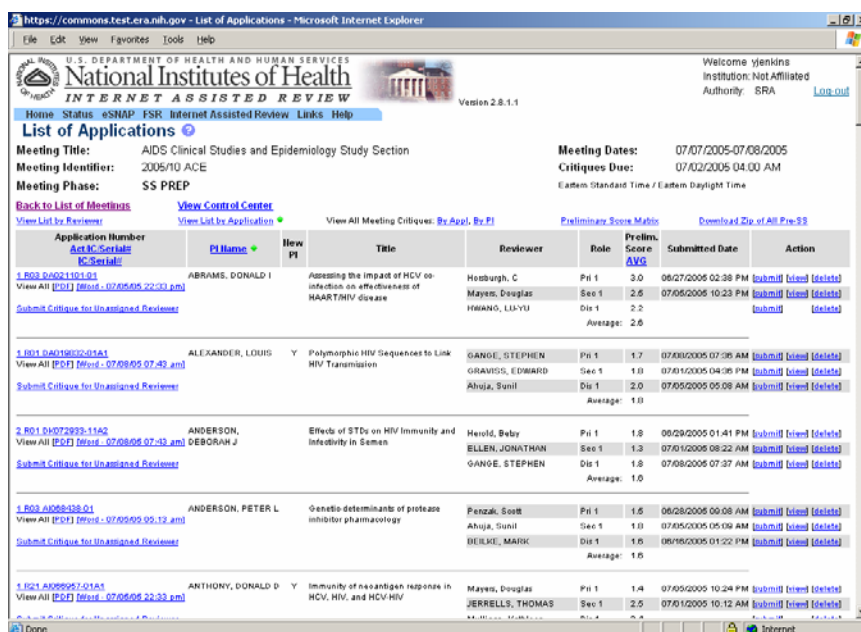 https://commons.test.era.nih.gov - List of Applications - Microsoft Internet Explorer
File Edit View Favorites Tools Help
U.S. DEPARTMENT OF HEALTH AND HUMAN SERVICES
National Institutes of Health
INTERNET ASSISTED REVIEW
Version 2.8.1.1
Welcome yjenkins
Institution: Not Affiliated
Authority: SRA Log-out
Home Status eSNAP FSR Internet Assisted Review Links Help
List of Applications ?
Meeting Title: AIDS Clinical Studies and Epidemiology Study Section Meeting Dates: 07/07/2005-07/08/2005
Meeting Identifier: 2005/10 ACE Critiques Due: 07/02/2005 04:00 AM
Meeting Phase: SS PREP Eastern Standard Time / Eastern Daylight Time
Back to List of Meetings View Control Center
View List by Reviewer View List by Application View All Meeting Critiques: By Appl, By PI Preliminary Score Matrix Download Zip of All Pre-SS
Application Number Act IC/Serial# IC/Serial# PI Name New PI Title Reviewer Role Prelim. Score AVG Submitted Date Action
1 R03 DA021101-01 ABRAMS, DONALD I Assessing the impact of HCV co-infection on effectiveness of HAART/HIV disease Horsburgh, C Pri 1 3.0 06/27/2005 02:38 PM [submit] [view] [delete]
View All [PDF] [Word - 07/05/05 22:33 pm] Mayers, Douglas Sec 1 2.6 07/05/2005 10:23 PM [submit] [view] [delete]
Submit Critique for Unassigned Reviewer HWANG, LU-YU Dis 1 2.2 [submit] [delete]
Average: 2.6
1 R01 DA019832-01A1 ALEXANDER, LOUIS Y Polymorphic HIV Sequences to Link HIV Transmission GANGE, STEPHEN Pri 1 1.7 07/08/2005 07:36 AM [submit] [view] [delete]
View All [PDF] [Word - 07/08/05 07:43 am] GRAVISS, EDWARD Sec 1 1.8 07/01/2005 04:36 PM [submit] [view] [delete]
Submit Critique for Unassigned Reviewer Ahuja, Sunil Dis 1 2.0 07/05/2005 05:08 AM [submit] [view] [delete]
Average: 1.8
2 R01 DK072933-11A2 ANDERSON, DEBORAH J Effects of STDs on HIV Immunity and Infectivity in Semen Herold, Betsy Pri 1 1.8 06/29/2005 01:41 PM [submit] [view] [delete]
View All [PDF] [Word - 07/08/05 07:43 am] ELLEN, JONATHAN Sec 1 1.3 07/01/2005 08:22 AM [submit] [view] [delete]
Submit Critique for Unassigned Reviewer GANGE, STEPHEN Dis 1 1.8 07/08/2005 07:37 AM [submit] [view] [delete]
Average: 1.6
1 R03 AI068438-01 ANDERSON, PETER L Genetic determinants of protease inhibitor pharmacology Penzak, Scott Pri 1 1.5 06/28/2005 09:08 AM [submit] [view] [delete]
View All [PDF] [Word - 07/05/05 05:13 am] Ahuja, Sunil Sec 1 1.8 07/05/2005 05:09 AM [submit] [view] [delete]
Submit Critique for Unassigned Reviewer BEILKE, MARK Dis 1 1.6 06/16/2005 01:22 PM [submit] [view] [delete]
Average: 1.6
1 R21 AI066957-01A1 ANTHONY, DONALD D Y Immunity of neoantigen response in HCV, HIV, and HCV-HIV Mayers, Douglas Pri 1 1.4 07/05/2005 10:24 PM [submit] [view] [delete]
View All [PDF] [Word - 07/05/05 22:33 pm] JERRELLS, THOMAS Sec 1 2.5 07/01/2005 10:12 AM [submit] [view] [delete]
Done Internet